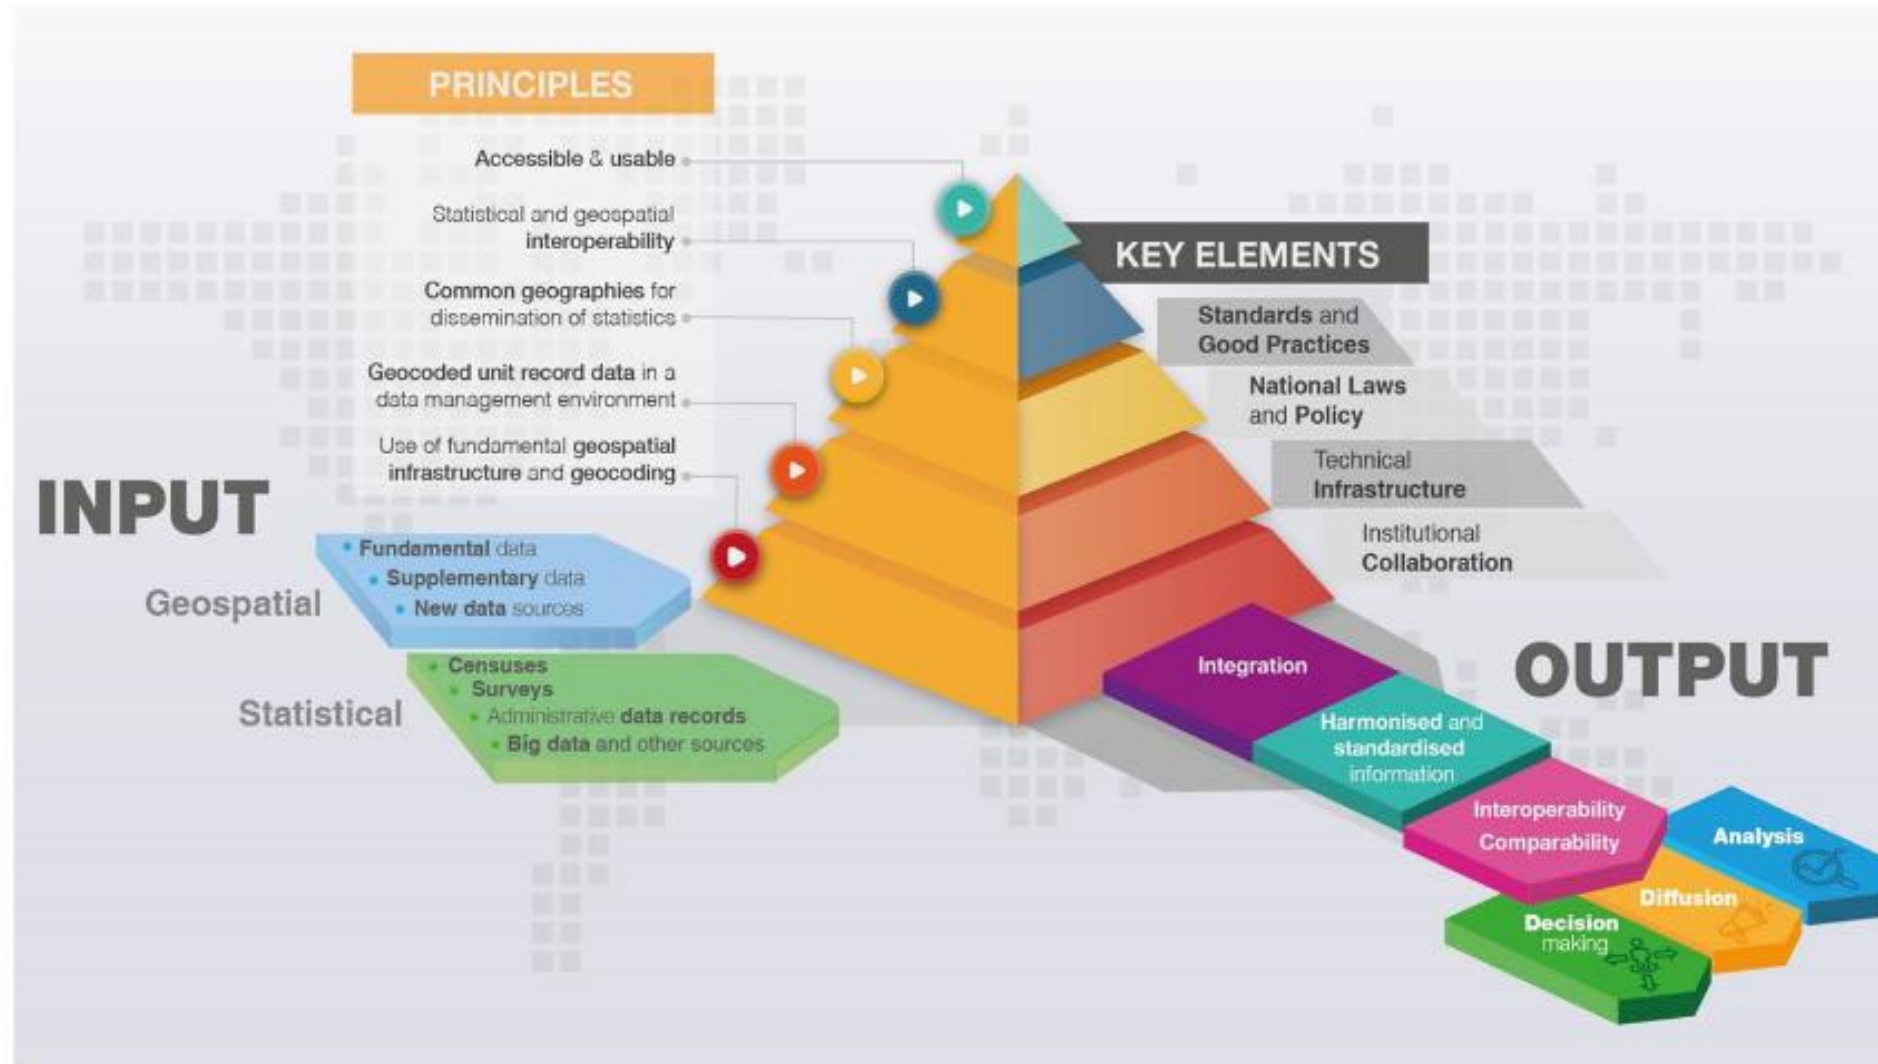 PRINCIPLES
Accessible & usable
Statistical and geospatial
interoperability
Common geographies for
dissemination of statistics
Geocoded unit record data in a
data management environment
Use of fundamental geospatial
infrastructure and geocoding
KEY ELEMENTS
Standards and
Good Practices
National Laws
and Policy
Technical
Infrastructure
Institutional
Collaboration
INPUT
Geospatial
• Fundamental data
• Supplementary data
• New data sources
Statistical
• Censuses
• Surveys
• Administrative data records
• Big data and other sources
OUTPUT
Integration
Harmonised and
standardised
information
Interoperability
Comparability
Analysis
Diffusion
Decision
making